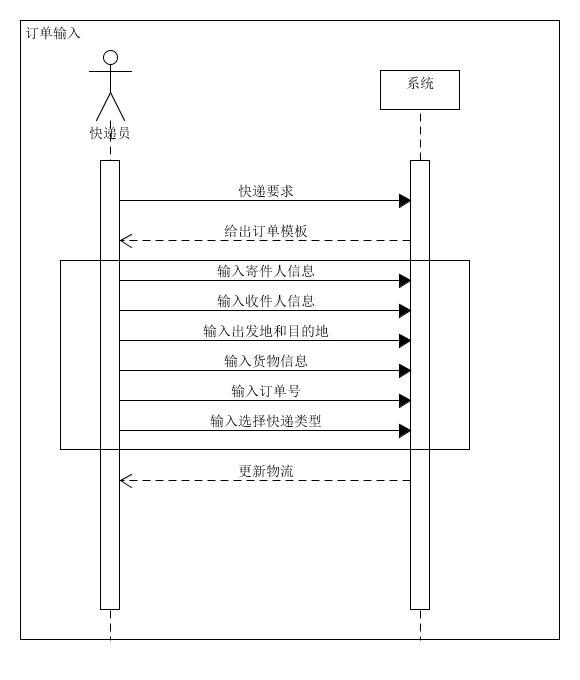 订单输入
系统
快递员
快递要求
给出订单模板
输入寄件人信息
输入收件人信息
输入出发地和目的地
输入货物信息
输入订单号
输入选择快递类型
更新物流